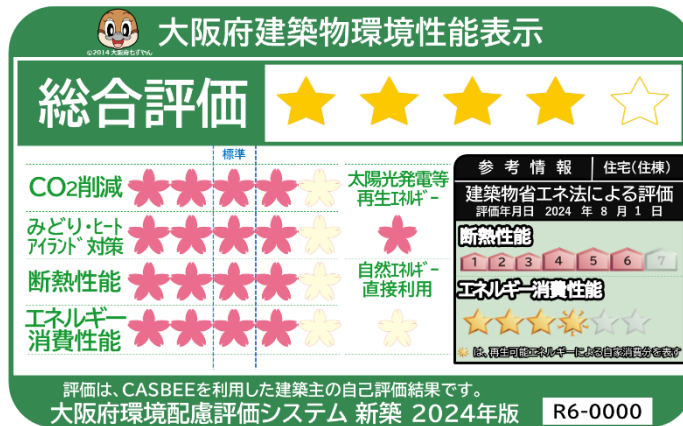 大阪府建築物環境性能表示
©2014 大阪府もずやん
総合評価
標準
CO2削減
みどり・ヒート
アイランド対策
断熱性能
エネルギー
消費性能
太陽光発電等
再生エネルギー
自然エネルギー
直接利用
参考情報 住宅(住棟)
建築物省エネ法による評価
評価年月日 2024 年 8 月 1 日
断熱性能
1 2 3 4 5 6 7
エネルギー消費性能
は、再生可能エネルギーによる自家消費分を表す
評価は、CASBEEを利用した建築主の自己評価結果です。
大阪府環境配慮評価システム 新築 2024年版
R6-0000